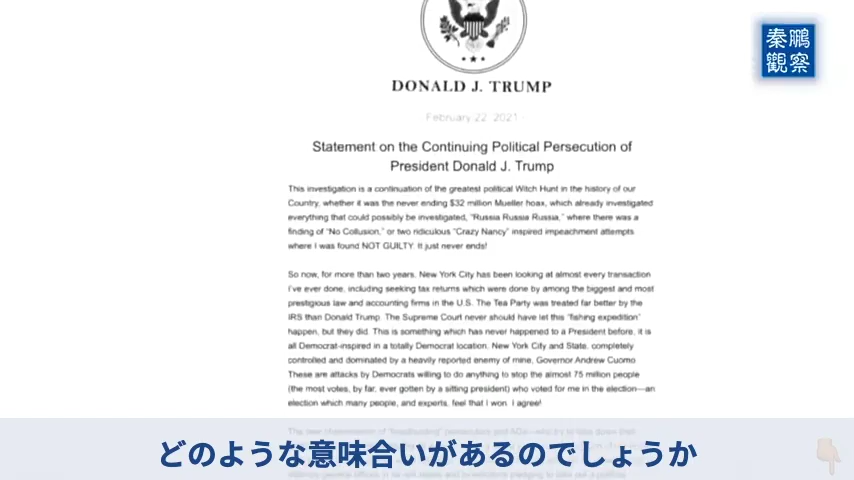 秦鵬
觀察
DONALD J. TRUMP
February 22, 2021
Statement on the Continuing Political Persecution of
President Donald J. Trump
This investigation is a continuation of the greatest political Witch Hunt in the history of our
Country, whether it was the never ending $32 million Mueller hoax, which already investigated
everything that could possibly be investigated, "Russia Russia Russia," where there was a
finding of "No Collusion," or two ridiculous "Crazy Nancy" inspired impeachment attempts
where I was found NOT GUILTY. It just never ends!
So now, for more than two years, New York City has been looking at almost every transaction
I've ever done, including seeking tax returns which were done by among the biggest and most
prestigious law and accounting firms in the U.S. The Tea Party was treated far better by the
IRS than Donald Trump. The Supreme Court never should have let this "fishing expedition"
happen, but they did. This is something which has never happened to a President before, it is
all Democrat-inspired in a totally Democrat location, New York City and State, completely
controlled and dominated by a heavily reported enemy of mine, Governor Andrew Cuomo
These are attacks by Democrats willing to do anything to stop the almost 75 million people
(the most votes, by far, ever gotten by a sitting president) who voted for me in the election—an
election which many people, and experts, feel that I won. I agree!
どのような意味合いがあるのでしょうか